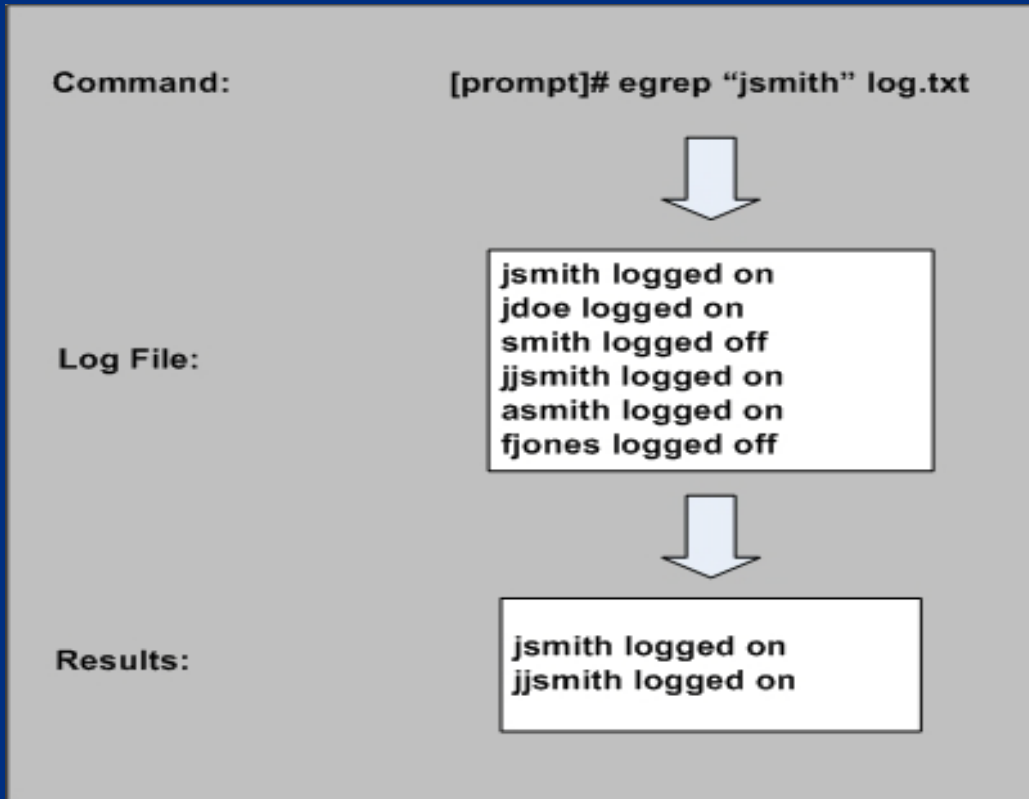 Command: [prompt]# egrep “jsmith” log.txt
Log File:
jsmith logged on
jdoe logged on
smith logged off
jjsmith logged on
asmith logged on
fjones logged off
Results:
jsmith logged on
jjsmith logged on